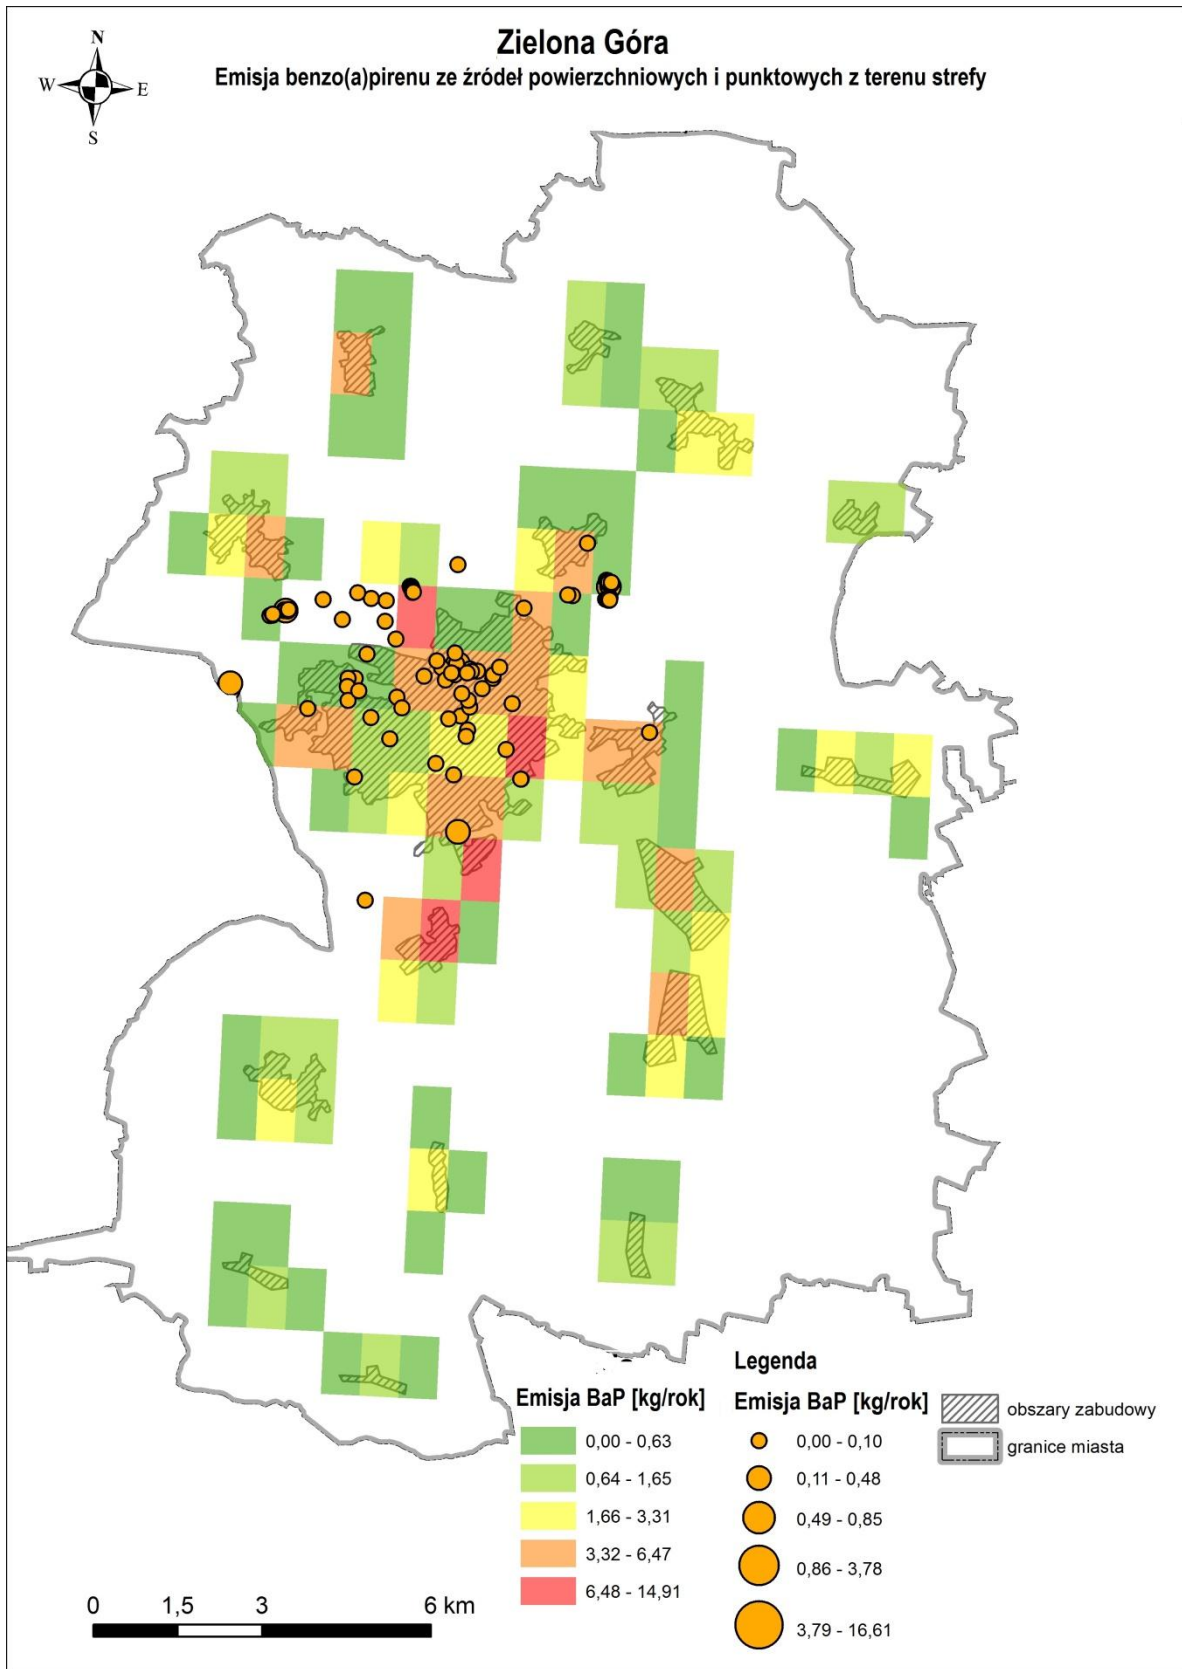 Zielona Góra
Emisja benzo(a)pirenu ze źródeł powierzchniowych i punktowych z terenu strefy
N
W E
S
Legenda
Emisja BaP [kg/rok]
0,00 - 0,63
0,64 - 1,65
1,66 - 3,31
3,32 - 6,47
6,48 - 14,91
Emisja BaP [kg/rok]
0,00 - 0,10
0,11 - 0,48
0,49 - 0,85
0,86 - 3,78
3,79 - 16,61
obszary zabudowy
granice miasta
0 1,5 3 6 km